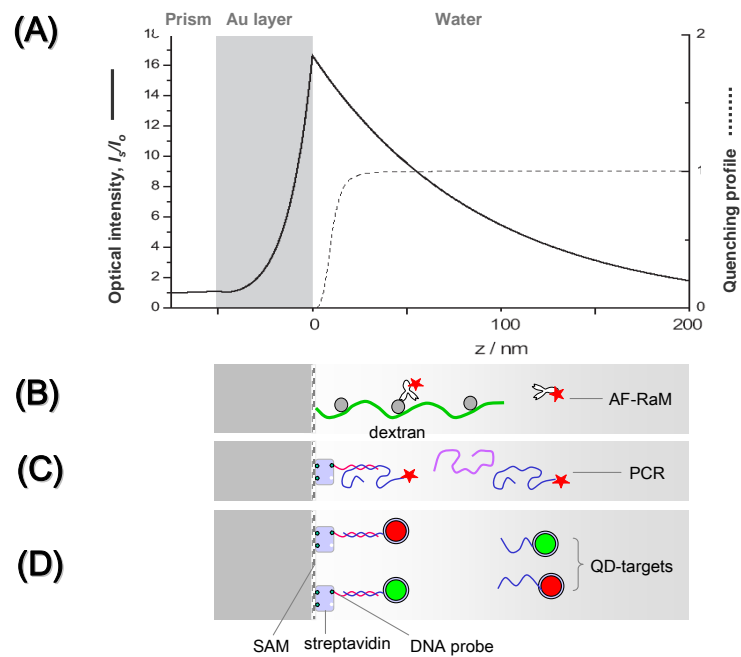 (A)
Prism Au layer Water
Optical intensity, Is/Io
18
16
14
12
10
8
6
4
2
0
2
1
0
Quenching profile
0 100 200
z / nm
(B)
dextran
AF-RaM
(C)
PCR
(D)
QD-targets
SAM streptavidin DNA probe